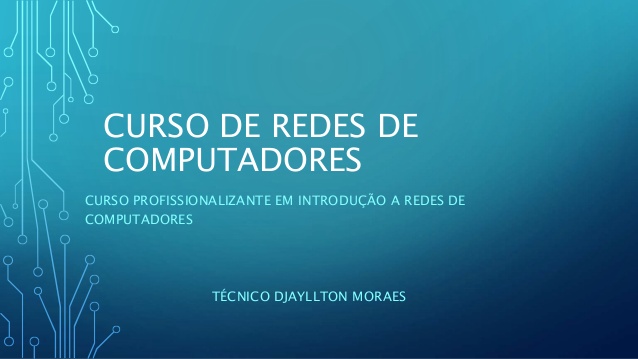 CURSO DE REDES DE
COMPUTADORES
CURSO PROFISSIONALIZANTE EM INTRODUÇÃO A REDES DE
COMPUTADORES
TÉCNICO DJAYLLTON MORAES